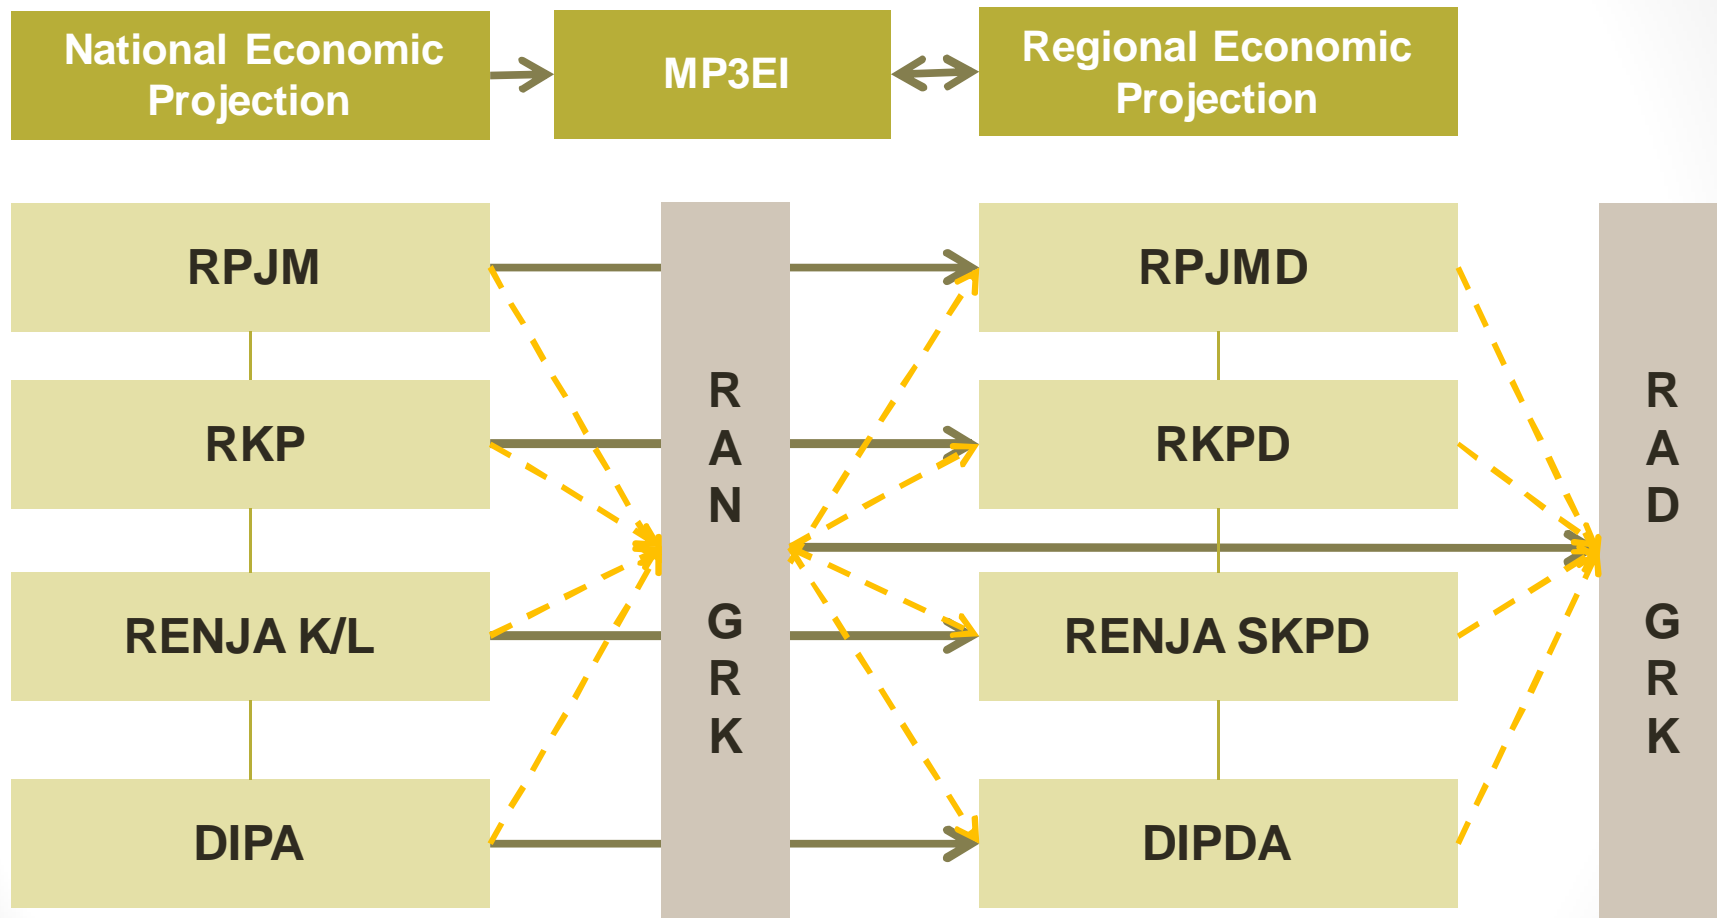 National Economic
Projection
MP3EI
Regional Economic
Projection
RPJM
RPJMD
RKP
RKPD
RENJA K/L
RENJA SKPD
DIPA
DIPDA
R
A
N
G
R
K
R
A
D
G
R
K